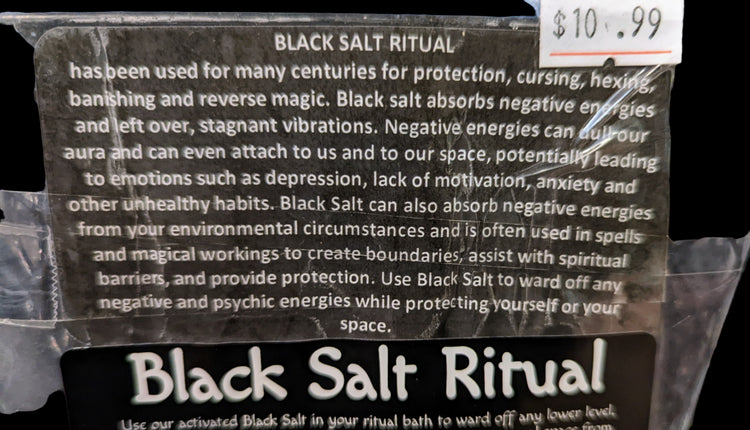 $10.99
BLACK SALT RITUAL
has been used for many centuries for protection, cursing, hexing,
banishing and reverse magic. Black salt absorbs negative energies
and left over, stagnant vibrations. Negative energies can dull our
aura and can even attach to us and to our space, potentially leading
to emotions such as depression, lack of motivation, anxiety and
other unhealthy habits. Black Salt can also absorb negative energies
from your environmental circumstances and is often used in spells
and magical workings to create boundaries, assist with spiritual
barriers, and provide protection. Use Black Salt to ward off any
negative and psychic energies while protecting yourself or your
space.
Black Salt Ritual
Use our activated Black Salt in your ritual bath to ward off any lower level,
from